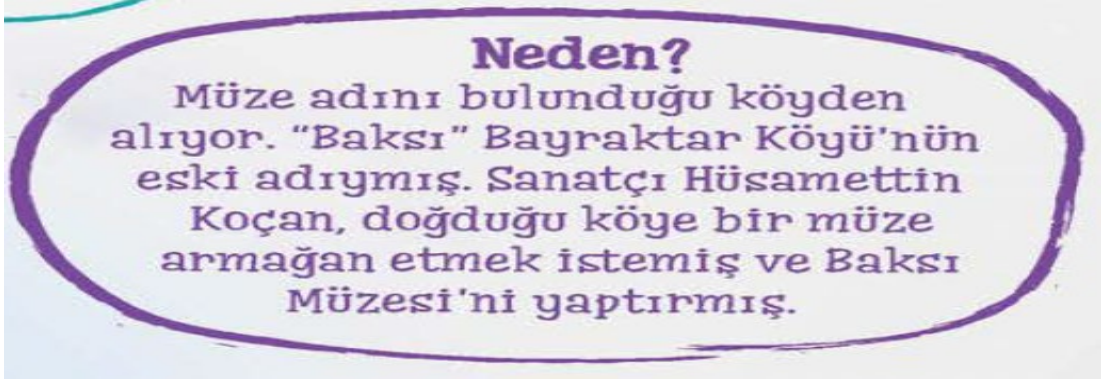 Neden?
Müze adını bulunduğu köyden
alıyor. "Baksı" Bayraktar Köyü'nün
eski adıymış. Sanatçı Hüsamettin
Koçan, doğduğu köye bir müze
armağan etmek istemiş ve Baksı
Müzesi'ni yaptırmış.